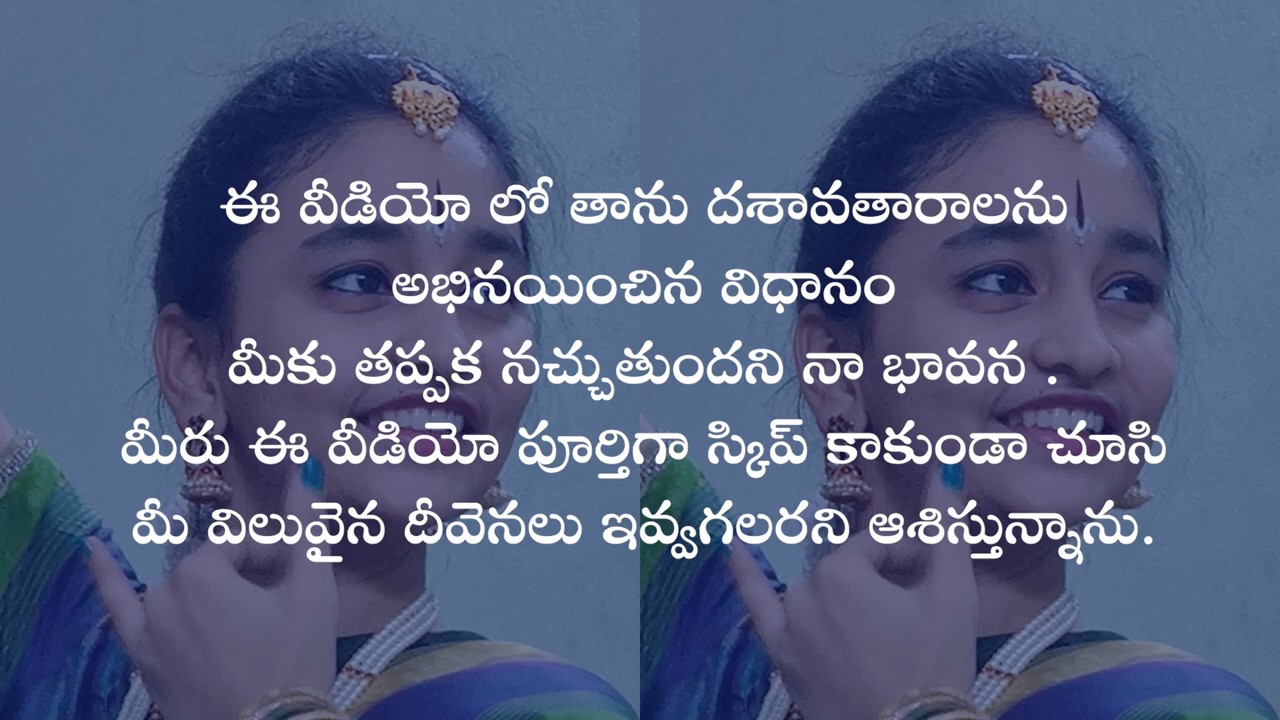 ఈ వీడియో లో తాను దశావతారాలను
అభినయించిన విధానం
మీకు తప్పక నచ్చుతుందని నా భావన .
మీరు ఈ వీడియో పూర్తిగా స్కిప్ కాకుండా చూసి
మీ విలువైన దీవెనలు ఇవ్వగలరని ఆశిస్తున్నాను.